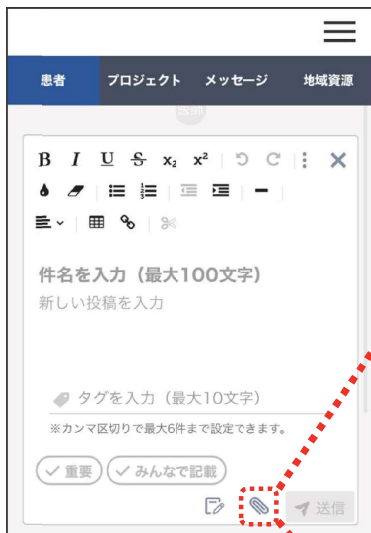 患者 プロジェクト メッセージ 地域資源
B I U S x₂ x²
件名を入力（最大100文字）
新しい投稿を入力
タグを入力（最大10文字）
※カンマ区切りで最大6件まで設定できます。
重要 みんなで記載
送信